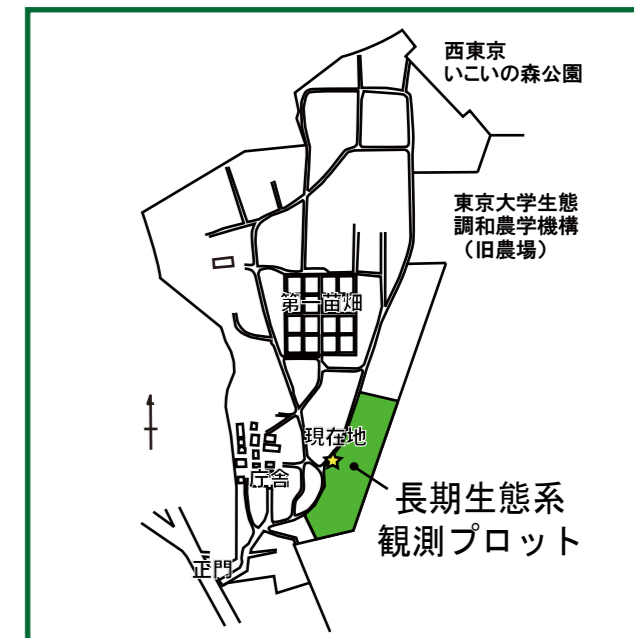 西東京
いこいの森公園
東京大学生態
調和農学機構
（旧農場）
第一苗畑
現在地
庁舎
長期生態系
観測プロット
正門